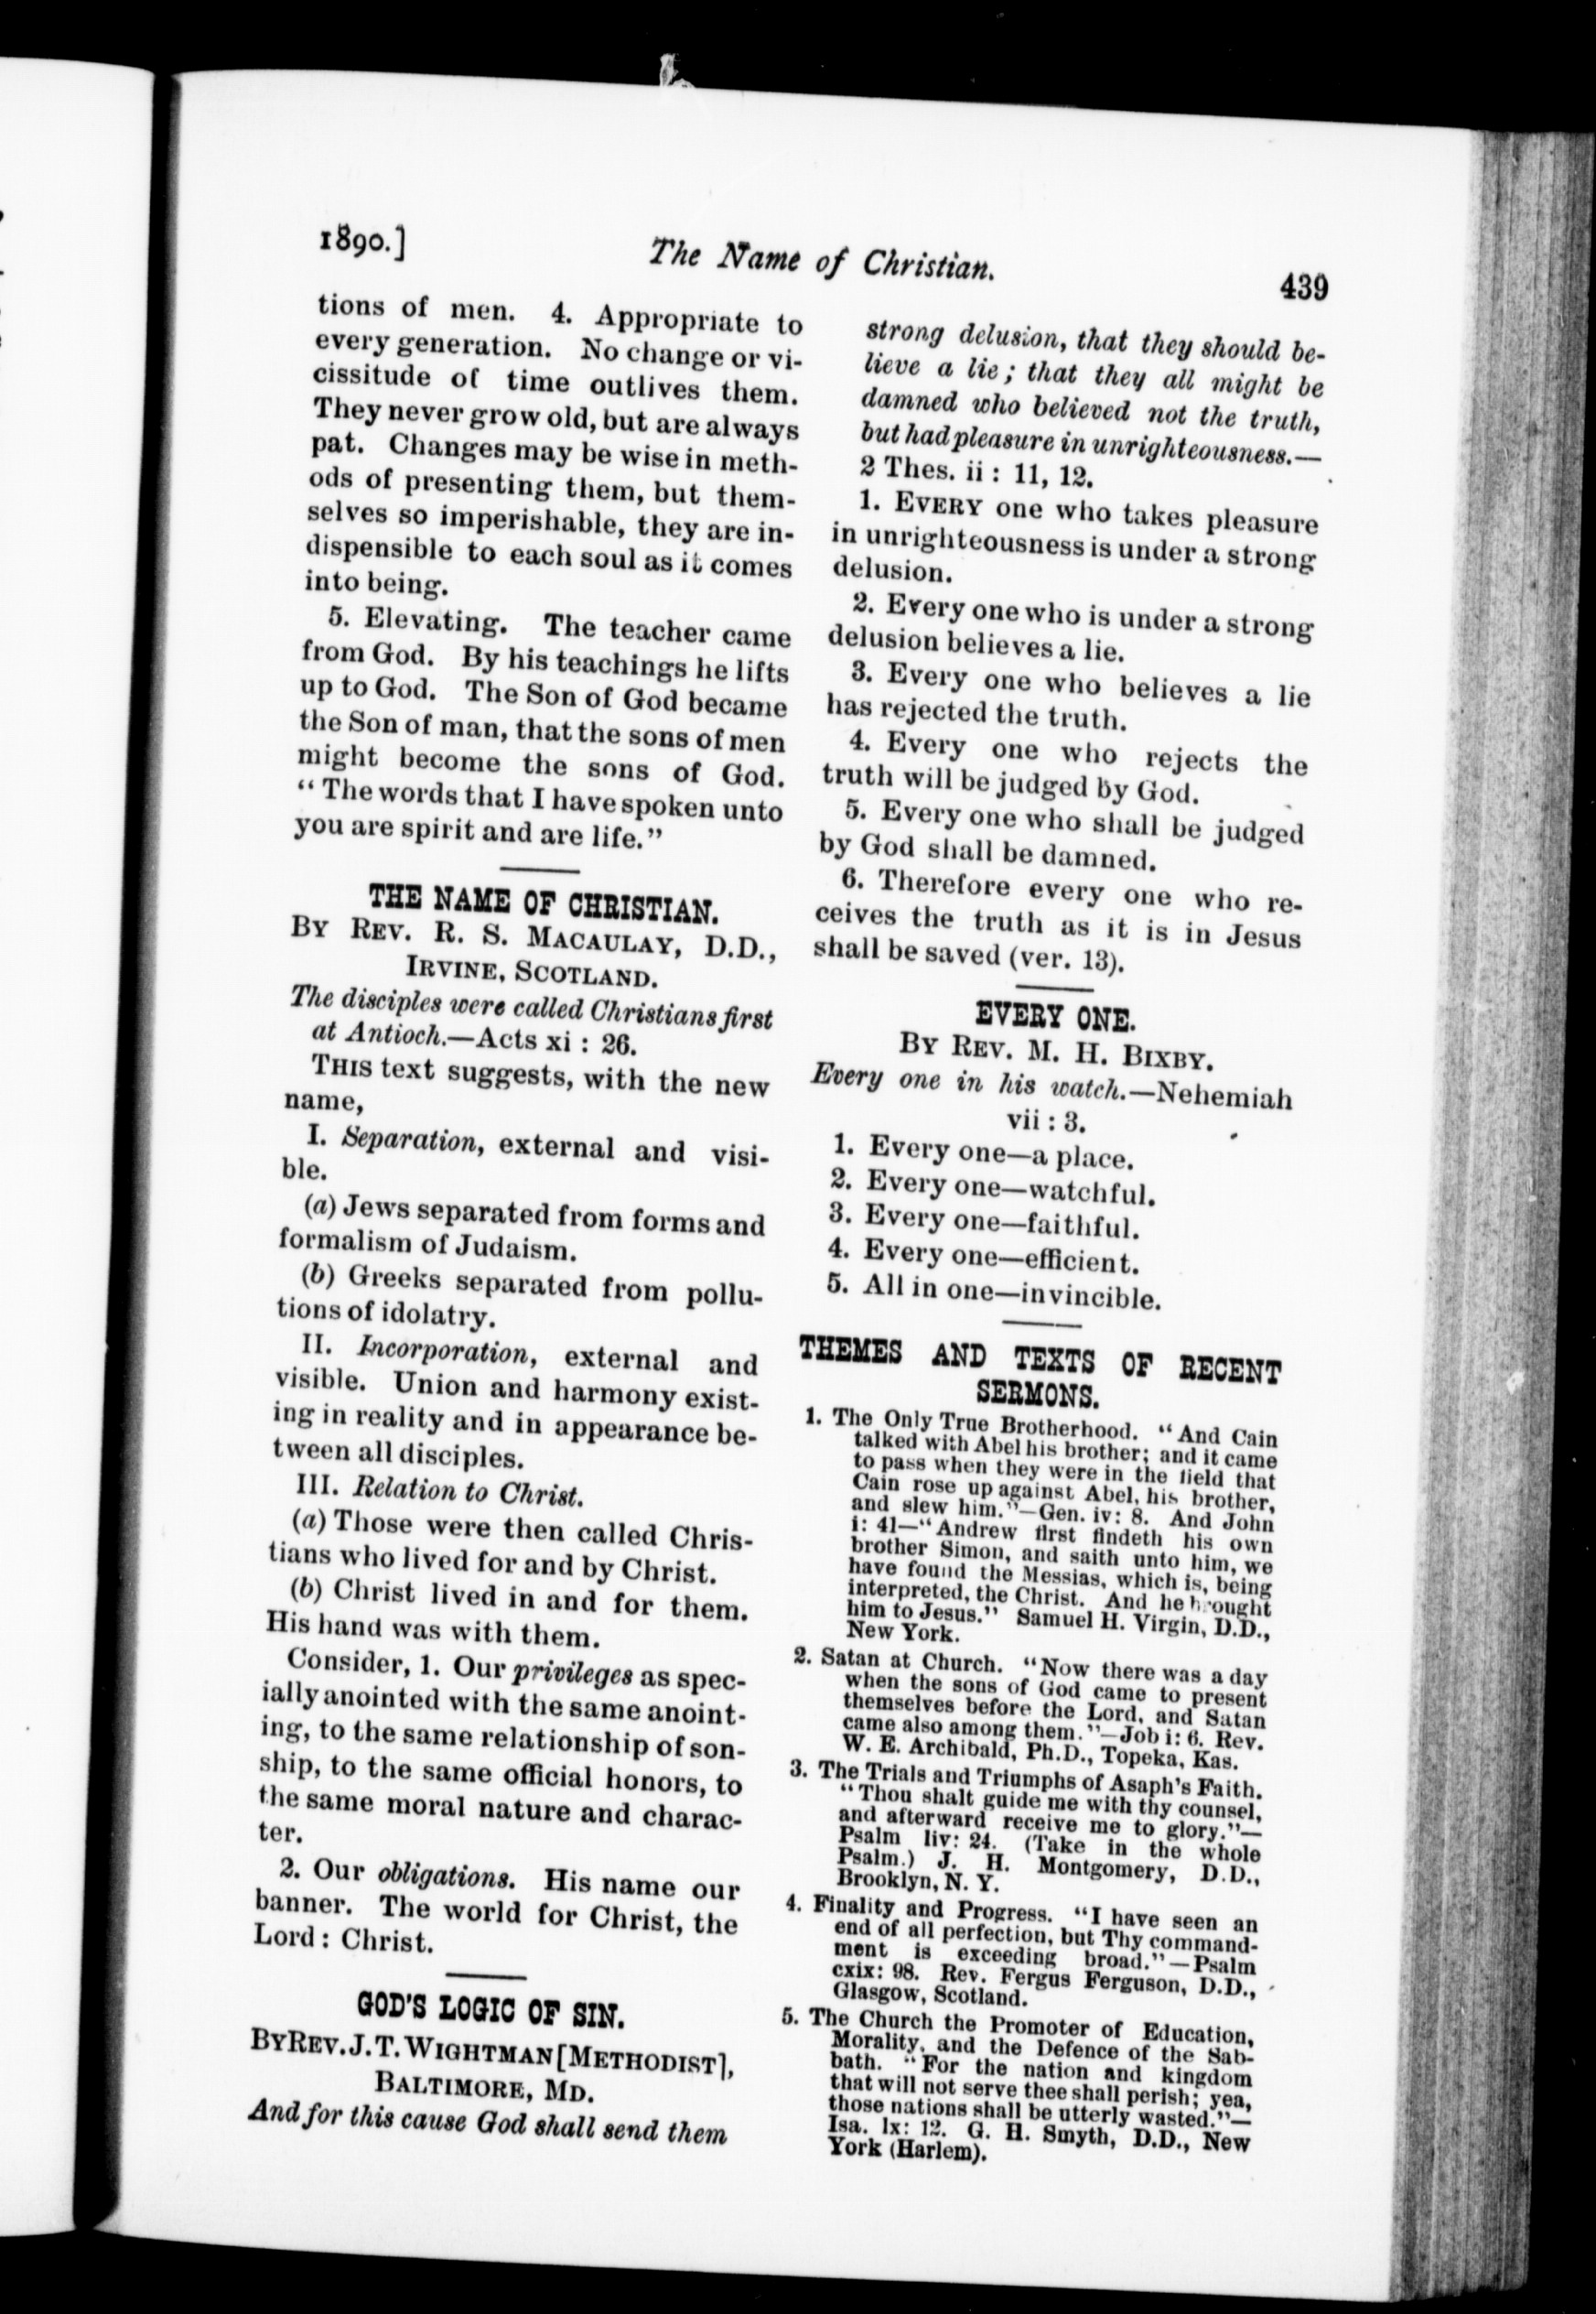 1890.] The Name of Christian. 439
tions of men. 4. Appropriate to
every generation. No change or vi-
cissitude of time outlives them.
They never grow old, but are always
pat. Changes may be wise in meth-
ods of presenting them, but them-
selves so imperishable, they are in-
dispensible to each soul as it comes
into being.
5. Elevating. The teacher came
from God. By his teachings he lifts
up to God. The Son of God became
the Son of man, that the sons of men
might become the sons of God.
“The words that I have spoken unto
you are spirit and are life.”
THE NAME OF CHRISTIAN.
BY REV. R. S. MACAULAY, D.D.,
IRVINE, SCOTLAND.
The disciples were called Christians first
at Antioch.—Acts xi : 26.
THIS text suggests, with the new
name,
I. Separation, external and visi-
ble.
(a) Jews separated from forms and
formalism of Judaism.
(b) Greeks separated from pollu-
tions of idolatry.
II. Incorporation, external and
visible. Union and harmony exist-
ing in reality and in appearance be-
tween all disciples.
III. Relation to Christ.
(a) Those were then called Chris-
tians who lived for and by Christ.
(b) Christ lived in and for them.
His hand was with them.
Consider, 1. Our privileges as spec-
ially anointed with the same anoint-
ing, to the same relationship of son-
ship, to the same official honors, to
the same moral nature and charac-
ter.
2. Our obligations. His name our
banner. The world for Christ, the
Lord : Christ.
GOD'S LOGIC OF SIN.
BY REV. J. T. WIGHTMAN [METHODIST],
BALTIMORE, MD.
And for this cause God shall send them
strong delusion, that they should be-
lieve a lie ; that they all might be
damned who believed not the truth,
but had pleasure in unrighteousness.—
2 Thes. ii : 11, 12.
1. EVERY one who takes pleasure
in unrighteousness is under a strong
delusion.
2. Every one who is under a strong
delusion believes a lie.
3. Every one who believes a lie
has rejected the truth.
4. Every one who rejects the
truth will be judged by God.
5. Every one who shall be judged
by God shall be damned.
6. Therefore every one who re-
ceives the truth as it is in Jesus
shall be saved (ver. 13).
EVERY ONE.
BY REV. M. H. BIXBY.
Every one in his watch.—Nehemiah
vii : 3.
1. Every one—a place.
2. Every one—watchful.
3. Every one—faithful.
4. Every one—efficient.
5. All in one—invincible.
THEMES AND TEXTS OF RECENT
SERMONS.
1. The Only True Brotherhood. “And Cain
talked with Abel his brother; and it came
to pass when they were in the field that
Cain rose up against Abel, his brother,
and slew him.”—Gen. iv: 8. And John
i: 41—“Andrew first findeth his own
brother Simon, and saith unto him, we
have found the Messias, which is, being
interpreted, the Christ. And he brought
him to Jesus.” Samuel H. Virgin, D.D.,
New York.
2. Satan at Church. “Now there was a day
when the sons of God came to present
themselves before the Lord, and Satan
came also among them.”—Job i: 6. Rev.
W. E. Archibald, Ph.D., Topeka, Kas.
3. The Trials and Triumphs of Asaph's Faith.
“Thou shalt guide me with thy counsel,
and afterward receive me to glory.”—
Psalm liv: 24. (Take in the whole
Psalm.) J. H. Montgomery, D.D.,
Brooklyn, N. Y.
4. Finality and Progress. “I have seen an
end of all perfection, but Thy command-
ment is exceeding broad.”—Psalm
cxix: 98. Rev. Fergus Ferguson, D.D.,
Glasgow, Scotland.
5. The Church the Promoter of Education,
Morality, and the Defence of the Sab-
bath. “For the nation and kingdom
that will not serve thee shall perish; yea,
those nations shall be utterly wasted.”—
Isa. lx: 12. G. H. Smyth, D.D., New
York (Harlem).